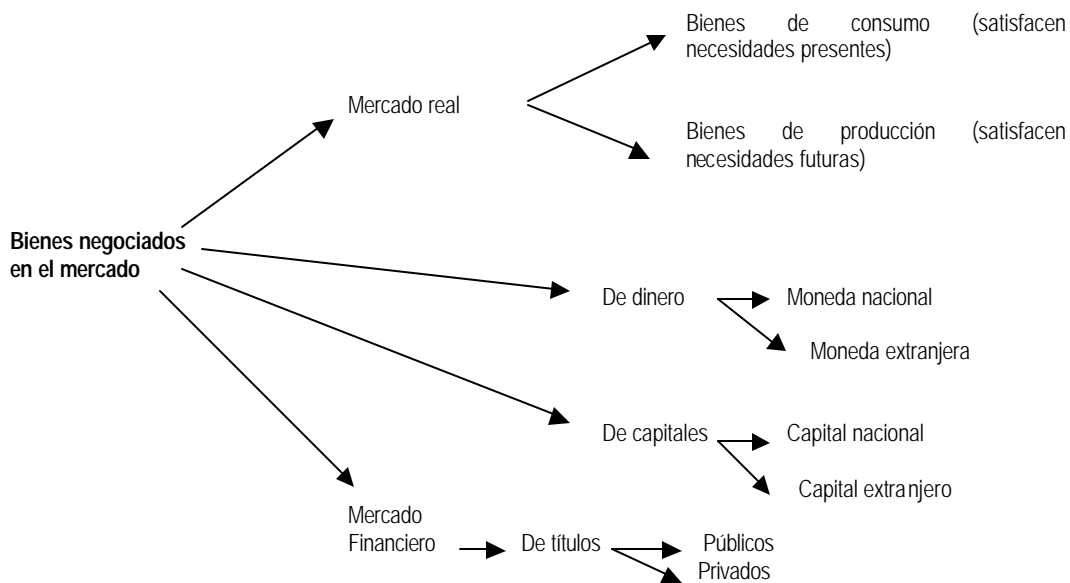 Bienes de consumo (satisfacen
necesidades presentes)
Mercado real
Bienes de producción (satisfacen
necesidades futuras)
Bienes negociados
en el mercado
De dinero
Moneda nacional
Moneda extranjera
De capitales
Capital nacional
Capital extranjero
Mercado
Financiero
De títulos
Públicos
Privados